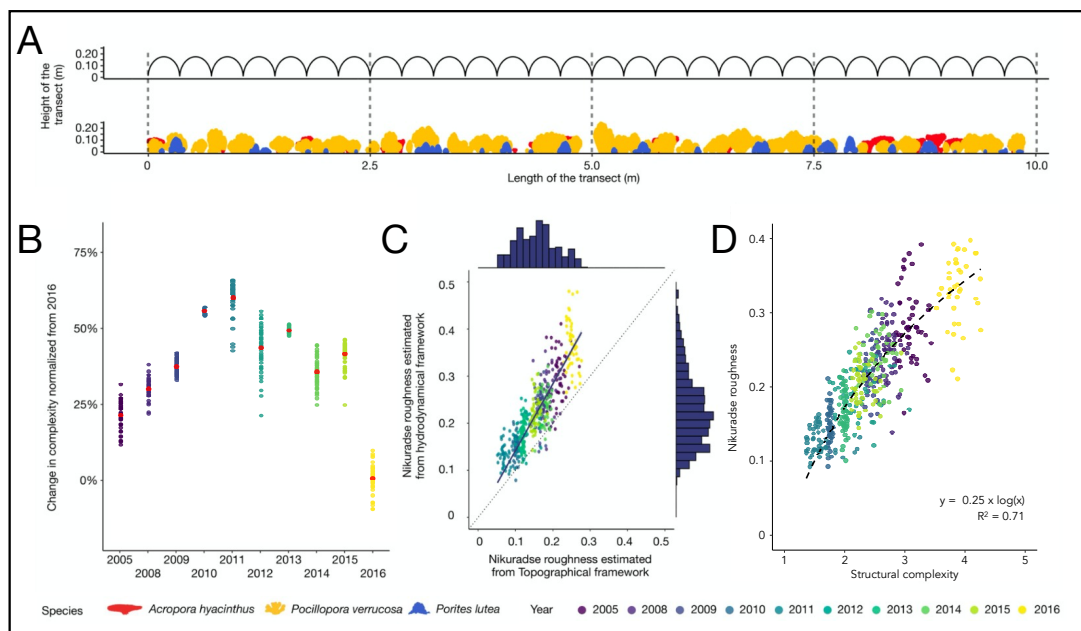 A
Height of the
transect (m)
0.20
0.10
0
0.20
0.10
0
0
2.5
5.0
7.5
10.0
Length of the transect (m)
B
Change in complexity normalized from 2016
75%
50%
25%
0%
2005
2009
2011
2013
2015
2008
2010
2012
2014
2016
C
Nikuradse roughness estimated
from hydrodynamical framework
0.5
0.4
0.3
0.2
0.1
0
0
0.1
0.2
0.3
0.4
0.5
Nikuradse roughness estimated
from Topographical framework
D
Nikuradse roughness
0.4
0.3
0.2
0.1
0
y = 0.25 x log(x)
R² = 0.71
1
2
3
4
5
Structural complexity
Species
Acropora hyacinthus
Pocillopora verrucosa
Porites lutea
Year
2005
2008
2009
2010
2011
2012
2013
2014
2015
2016